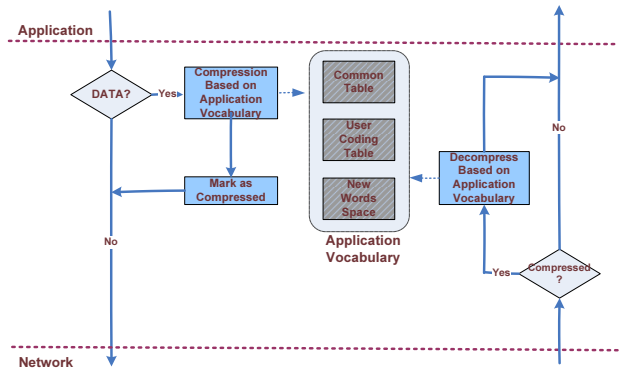 Application
DATA?
Yes
Compression
Based on
Application
Vocabulary
Mark as
Compressed
No
Common
Table
User
Coding
Table
New
Words
Space
Application
Vocabulary
Decompress
Based on
Application
Vocabulary
No
Yes
Compressed
?
Network